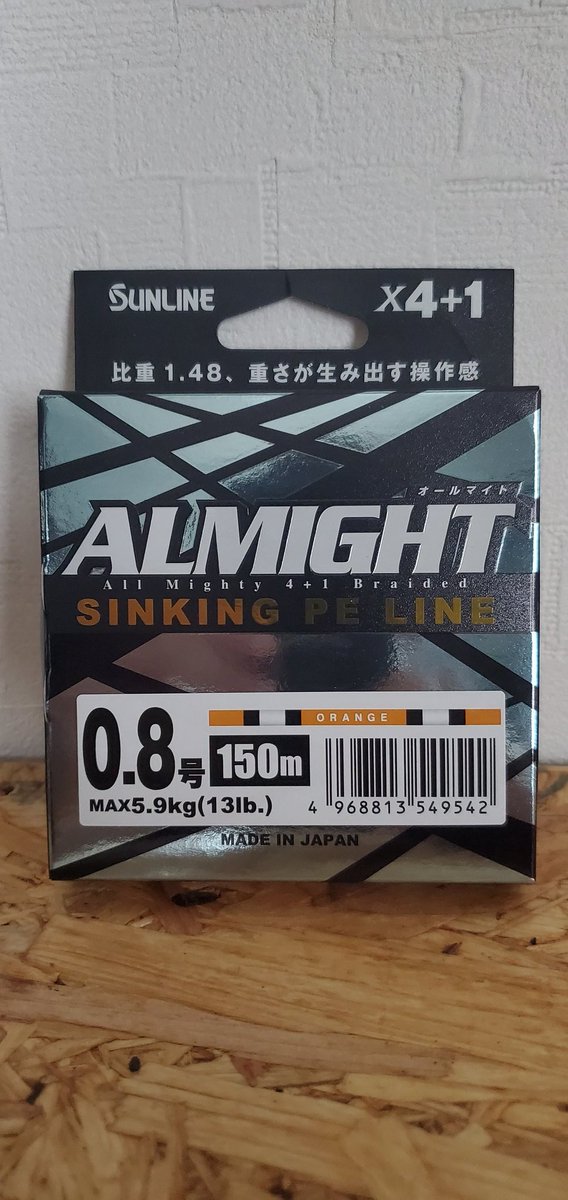 SUNLINE
X4+1
比重1.48、重さが生み出す操作感
オールマイト
ALMIGHT
All Mighty 4+1 Braided
SINKING PE LINE
0.8号 150m
ORANGE
MAX5.9kg(13lb.)
4 968813 549542
MADE IN JAPAN